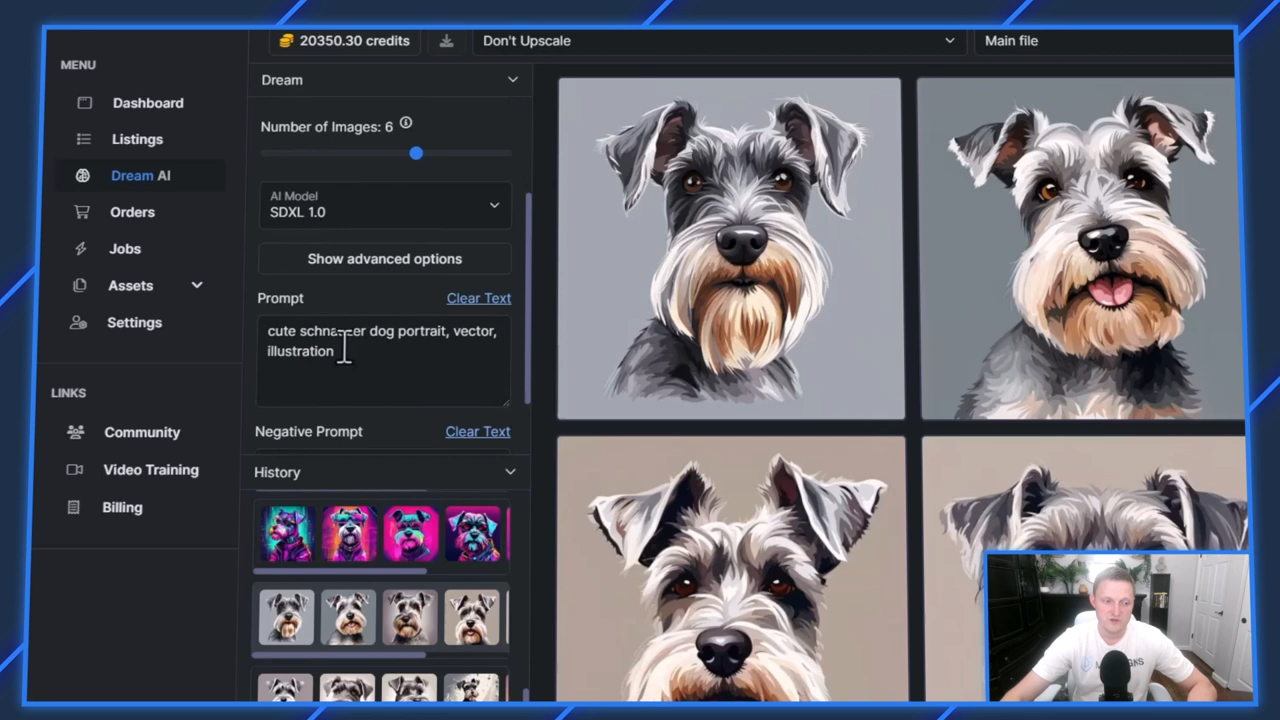 20350.30 credits
Don't Upscale
Main file
MENU
Dashboard
Listings
Dream AI
Orders
Jobs
Assets
Settings
LINKS
Community
Video Training
Billing
Dream
Number of Images: 6
AI Model
SDXL 1.0
Show advanced options
Prompt
Clear Text
cute schnauzer dog portrait, vector,
illustration
Negative Prompt
Clear Text
History